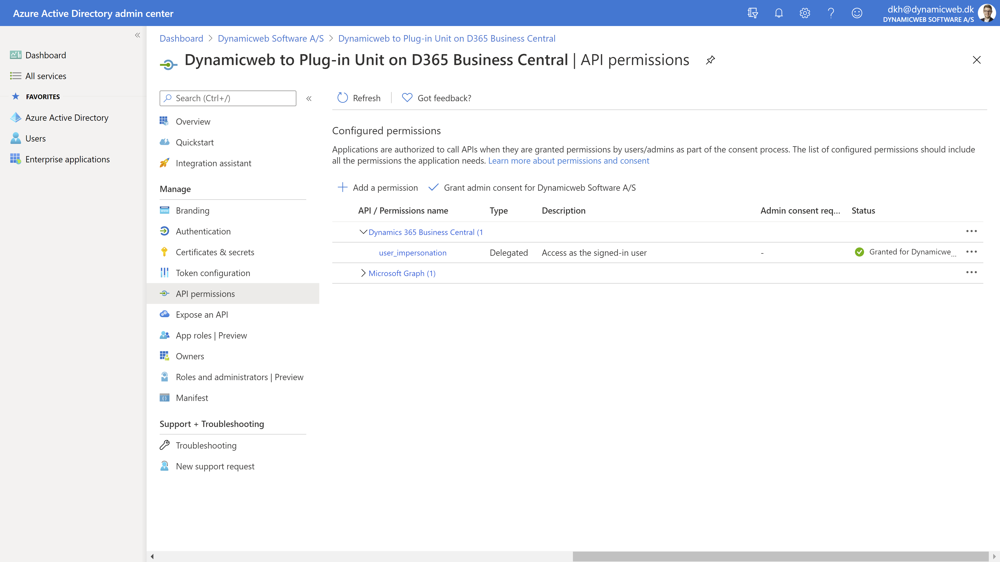 Azure Active Directory admin center
dkh@dynamicweb.dk
DYNAMICWEB SOFTWARE A/S
Dashboard
All services
FAVORITES
Azure Active Directory
Users
Enterprise applications
Dashboard > Dynamicweb Software A/S > Dynamicweb to Plug-in Unit on D365 Business Central
Dynamicweb to Plug-in Unit on D365 Business Central | API permissions
Search (Ctrl+/)
Overview
Quickstart
Integration assistant
Manage
Branding
Authentication
Certificates & secrets
Token configuration
API permissions
Expose an API
App roles | Preview
Owners
Roles and administrators | Preview
Manifest
Support + Troubleshooting
Troubleshooting
New support request
Refresh
Got feedback?
Configured permissions
Applications are authorized to call APIs when they are granted permissions by users/admins as part of the consent process. The list of configured permissions should include
all the permissions the application needs. Learn more about permissions and consent
Add a permission
Grant admin consent for Dynamicweb Software A/S
API / Permissions name Type Description Admin consent req... Status
Dynamics 365 Business Central (1
user_impersonation Delegated Access as the signed-in user - Granted for Dynamicwe...
Microsoft Graph (1)